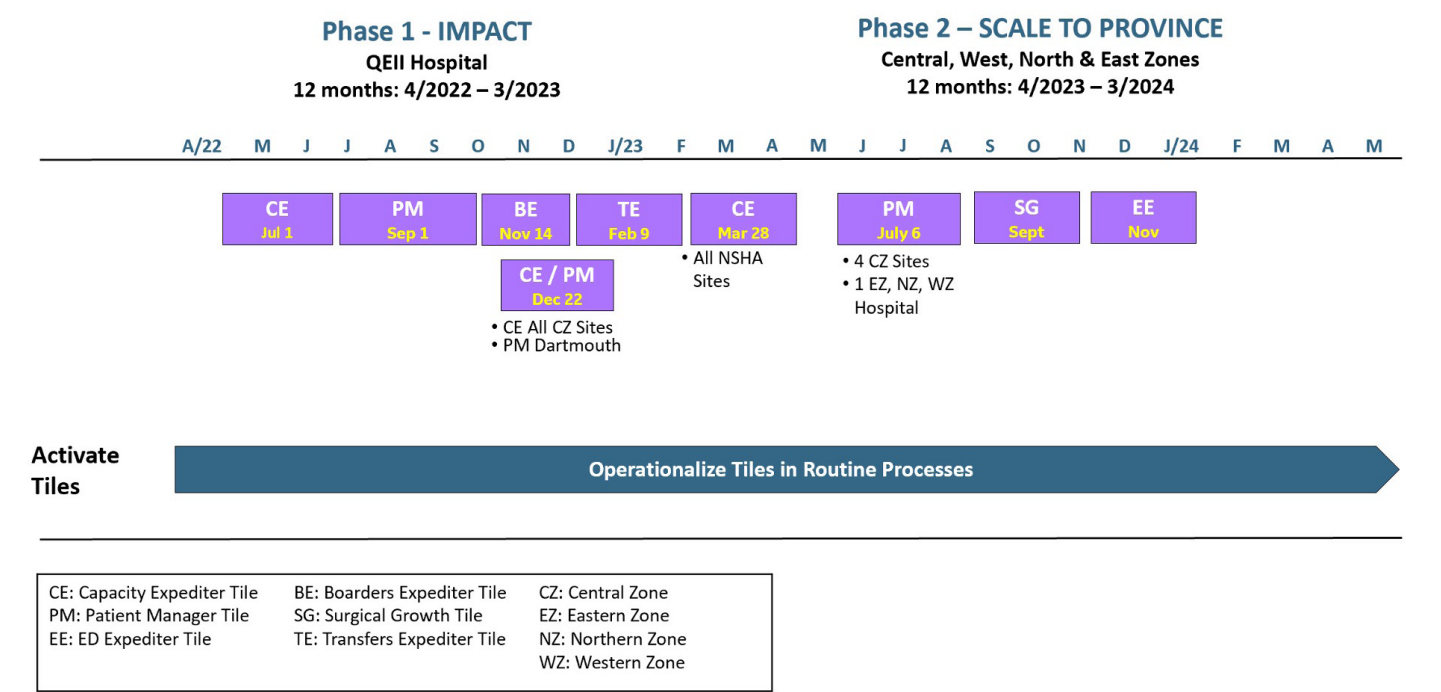 Phase 1 - IMPACT
QEII Hospital
12 months: 4/2022 – 3/2023
Phase 2 – SCALE TO PROVINCE
Central, West, North & East Zones
12 months: 4/2023 – 3/2024
A/22 M J J A S O N D J/23 F M A M J J A S O N D J/24 F M A M
CE
Jul 1
PM
Sep 1
BE
Nov 14
TE
Feb 9
CE
Mar 28
• All NSHA
Sites
PM
July 6
• 4 CZ Sites
• 1 EZ, NZ, WZ
Hospital
SG
Sept
EE
Nov
CE / PM
Dec 22
• CE All CZ Sites
• PM Dartmouth
Activate
Tiles
Operationalize Tiles in Routine Processes
CE: Capacity Expediter Tile
PM: Patient Manager Tile
EE: ED Expediter Tile
BE: Boarders Expediter Tile
SG: Surgical Growth Tile
TE: Transfers Expediter Tile
CZ: Central Zone
EZ: Eastern Zone
NZ: Northern Zone
WZ: Western Zone